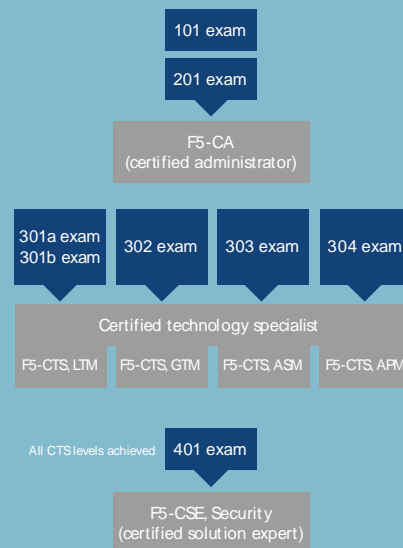 101 exam
201 exam
F5-CA
(certified administrator)
301a exam
301b exam
302 exam
303 exam
304 exam
Certified technology specialist
F5-CTS, LTM
F5-CTS, GTM
F5-CTS, ASM
F5-CTS, APM
All CTS levels achieved
401 exam
F5-CSE, Security
(certified solution expert)